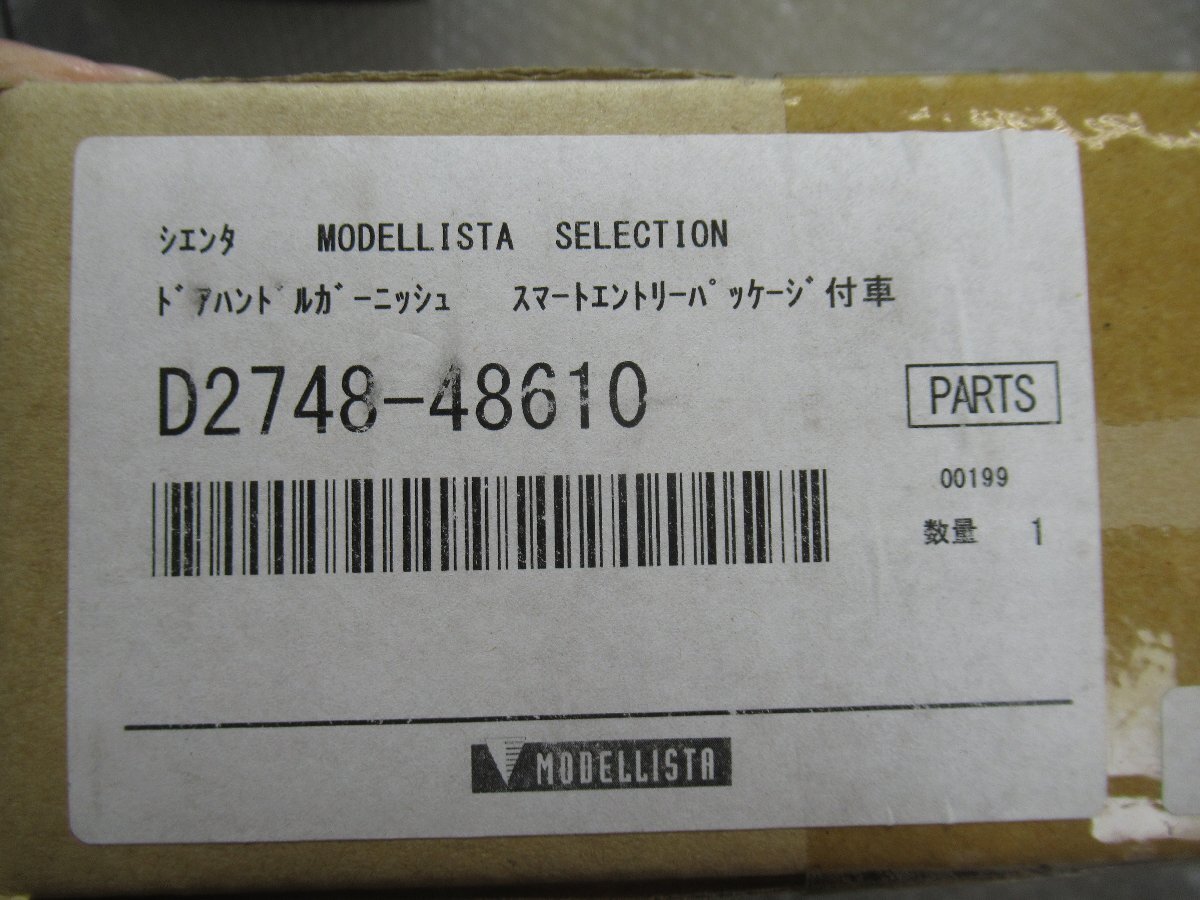 シエンタ MODELLISTA SELECTION
ドアハンドルガーニッシュ スマートエントリーパッケージ付車
D2748-48610
PARTS
00199
数量 1
MODELLISTA